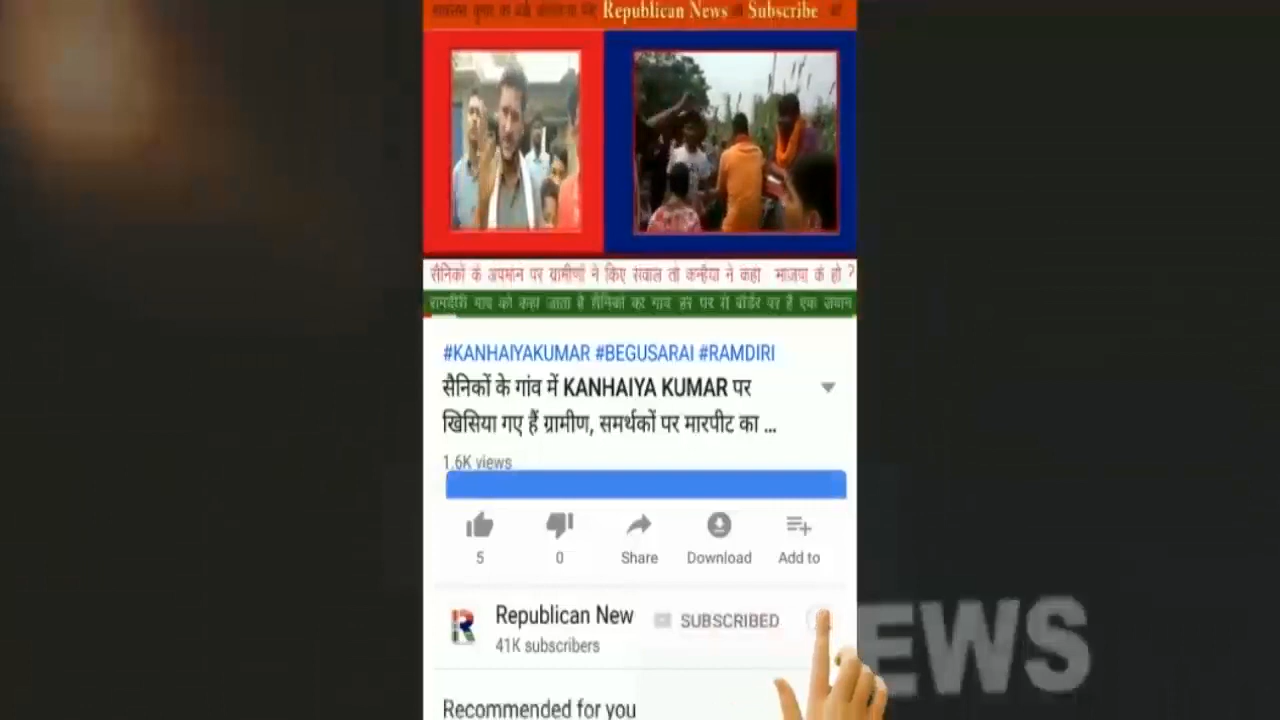 Republican News Subscribe
सैनिकों के अपमान पर ग्रामीणों ने किए सवाल तो कन्हैया ने कहा भाजपा के हो ?
#KANHAIYAKUMAR #BEGUSARAI #RAMDIRI
सैनिकों के गांव में KANHAIYA KUMAR पर
खिसिया गए हैं ग्रामीण, समर्थकों पर मारपीट का ...
1.6K views
5 0 Share Download Add to
Republican New SUBSCRIBED
41K subscribers
EWS
Recommended for you